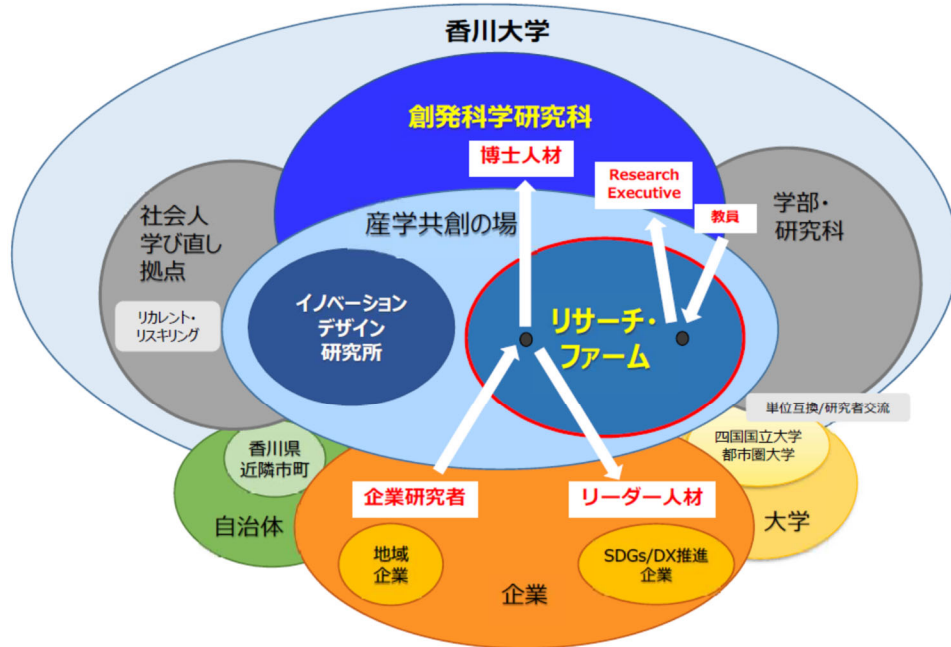 香川大学
創発科学研究科
博士人材
Research
Executive
教員
社会人
学び直し
拠点
リカレント・
リスキリング
産学共創の場
学部・
研究科
イノベーション
デザイン
研究所
リサーチ・
ファーム
単位互換/研究者交流
四国国立大学
都市圏大学
大学
香川県
近隣市町
自治体
企業研究者
リーダー人材
地域
企業
SDGs/DX推進
企業
企業